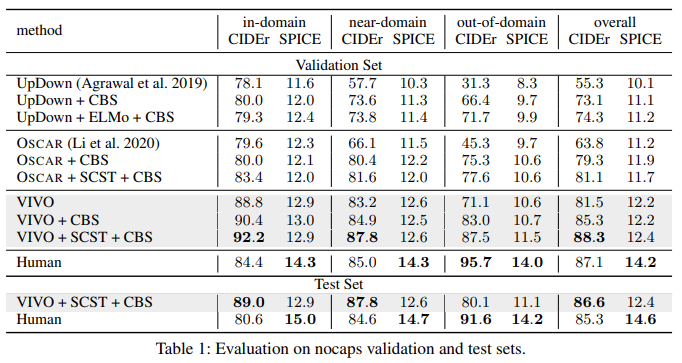 method in-domain near-domain out-of-domain overall
CIDEr SPICE CIDEr SPICE CIDEr SPICE CIDEr SPICE
Validation Set
UpDown (Agrawal et al. 2019) 78.1 11.6 57.7 10.3 31.3 8.3 55.3 10.1
UpDown + CBS 80.0 12.0 73.6 11.3 66.4 9.7 73.1 11.1
UpDown + ELMo + CBS 79.3 12.4 73.8 11.4 71.7 9.9 74.3 11.2
OSCAR (Li et al. 2020) 79.6 12.3 66.1 11.5 45.3 9.7 63.8 11.2
OSCAR + CBS 80.0 12.1 80.4 12.2 75.3 10.6 79.3 11.9
OSCAR + SCST + CBS 83.4 12.0 81.6 12.0 77.6 10.6 81.1 11.7
VIVO 88.8 12.9 83.2 12.6 71.1 10.6 81.5 12.2
VIVO + CBS 90.4 13.0 84.9 12.5 83.0 10.7 85.3 12.2
VIVO + SCST + CBS 92.2 12.9 87.8 12.6 87.5 11.5 88.3 12.4
Human 84.4 14.3 85.0 14.3 95.7 14.0 87.1 14.2
Test Set
VIVO + SCST + CBS 89.0 12.9 87.8 12.6 80.1 11.1 86.6 12.4
Human 80.6 15.0 84.6 14.7 91.6 14.2 85.3 14.6
Table 1: Evaluation on nocaps validation and test sets.